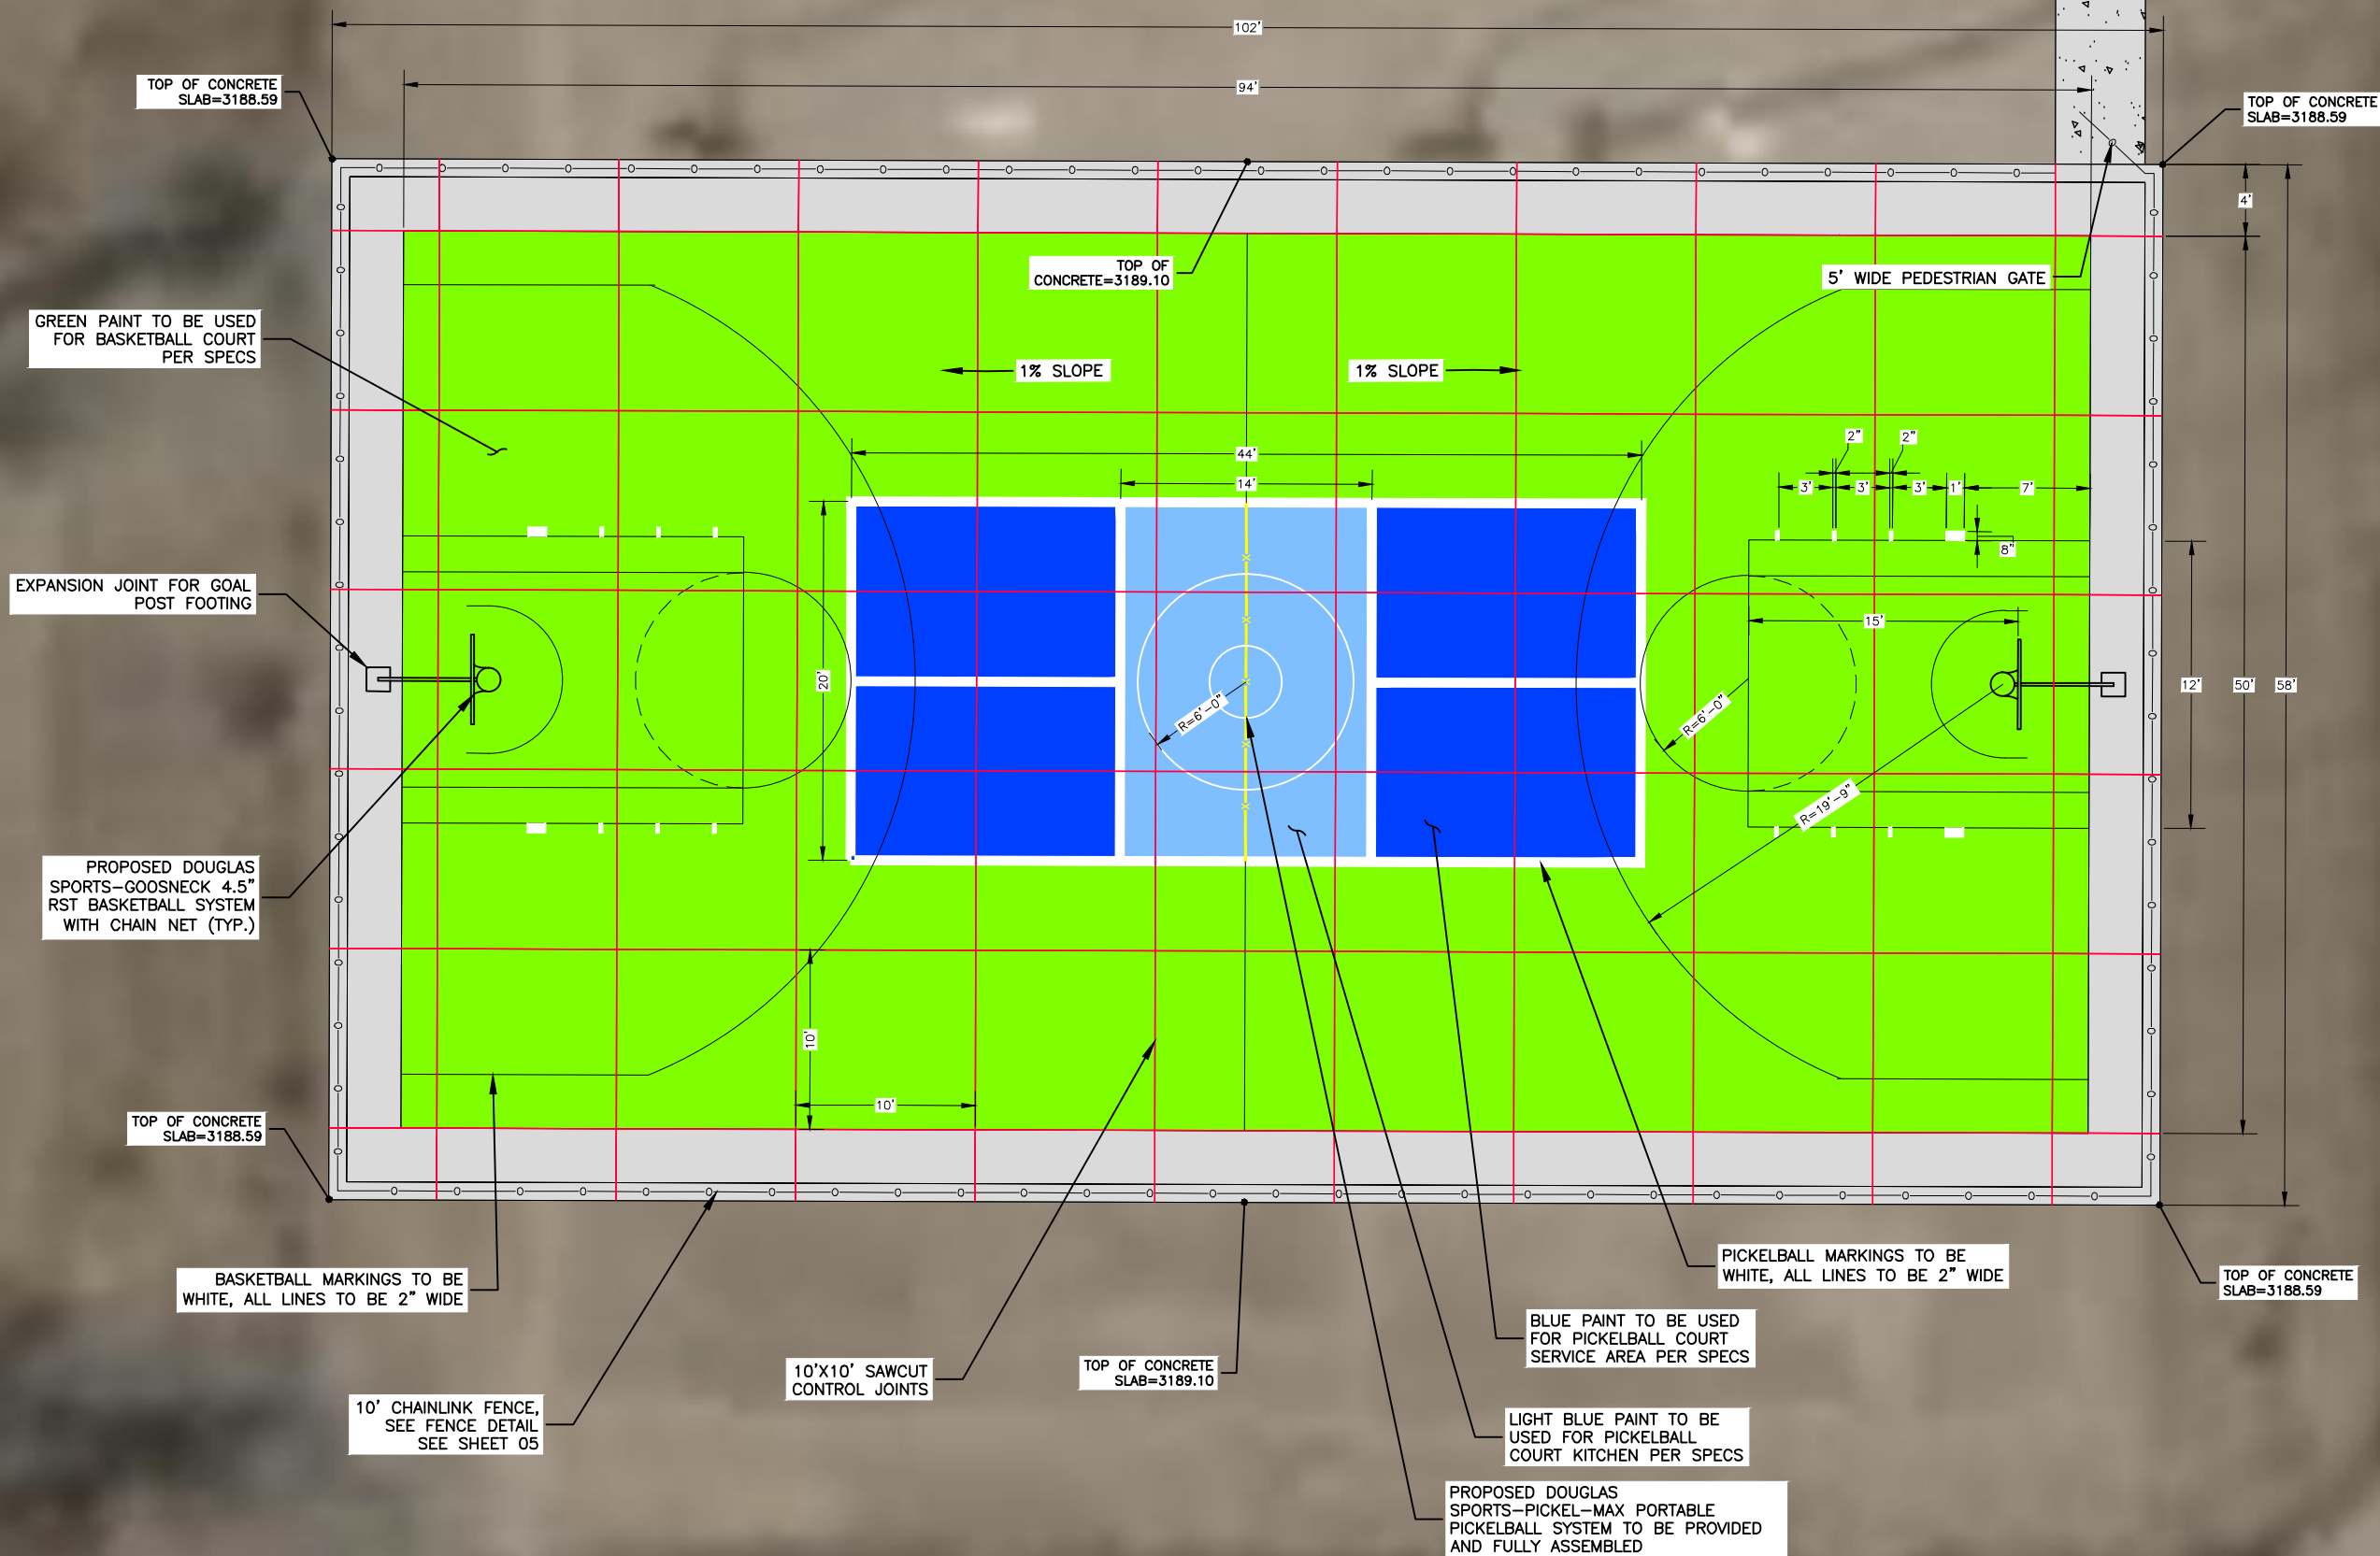 102'
94'
TOP OF CONCRETE
SLAB=3188.59
TOP OF CONCRETE
SLAB=3188.59
4'
TOP OF
CONCRETE=3189.10
5' WIDE PEDESTRIAN GATE
GREEN PAINT TO BE USED
FOR BASKETBALL COURT
PER SPECS
1% SLOPE
1% SLOPE
2"
2"
44'
14'
3'
3'
3'
1'
7'
8"
EXPANSION JOINT FOR GOAL
POST FOOTING
15'
20'
12'
50'
58'
R=6'-0"
R=6'-0"
R=19'-9"
PROPOSED DOUGLAS
SPORTS-GOOSNECK 4.5"
RST BASKETBALL SYSTEM
WITH CHAIN NET (TYP.)
10'
10'
TOP OF CONCRETE
SLAB=3188.59
BASKETBALL MARKINGS TO BE
WHITE, ALL LINES TO BE 2" WIDE
PICKELBALL MARKINGS TO BE
WHITE, ALL LINES TO BE 2" WIDE
TOP OF CONCRETE
SLAB=3188.59
BLUE PAINT TO BE USED
FOR PICKELBALL COURT
SERVICE AREA PER SPECS
10'X10' SAWCUT
CONTROL JOINTS
TOP OF CONCRETE
SLAB=3189.10
10' CHAINLINK FENCE,
SEE FENCE DETAIL
SEE SHEET 05
LIGHT BLUE PAINT TO BE
USED FOR PICKELBALL
COURT KITCHEN PER SPECS
PROPOSED DOUGLAS
SPORTS-PICKEL-MAX PORTABLE
PICKELBALL SYSTEM TO BE PROVIDED
AND FULLY ASSEMBLED